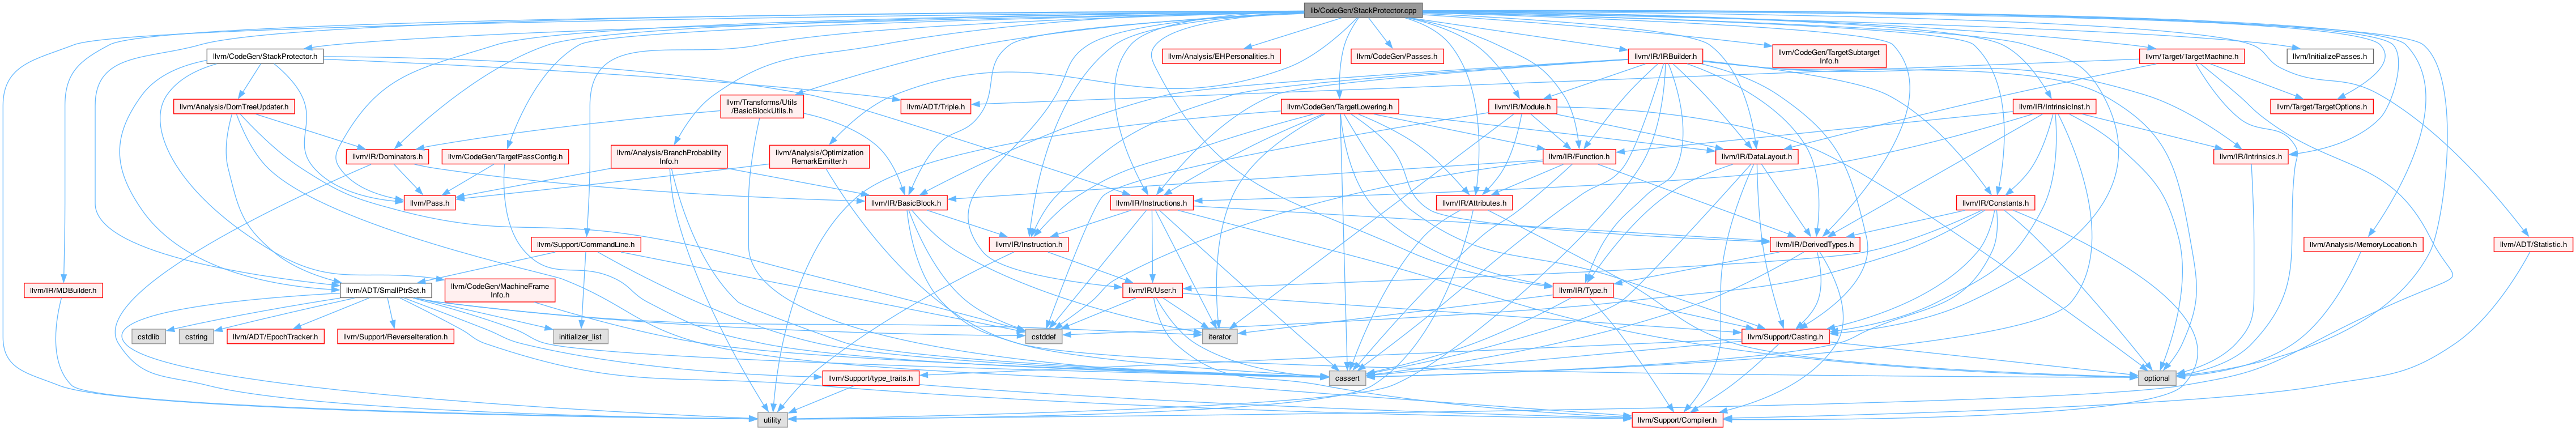 lib/CodeGen/StackProtector.cpp
llvm/CodeGen/StackProtector.h
llvm/Analysis/EHPersonalities.h
llvm/CodeGen/Passes.h
llvm/IR/IRBuilder.h
llvm/CodeGen/TargetSubtarget
Info.h
llvm/Target/TargetMachine.h
llvm/InitializePasses.h
llvm/Analysis/DomTreeUpdater.h
llvm/Transforms/Utils
/BasicBlockUtils.h
llvm/ADT/Triple.h
llvm/CodeGen/TargetLowering.h
llvm/IR/Module.h
llvm/IR/IntrinsicInst.h
llvm/Target/TargetOptions.h
llvm/IR/Dominators.h
llvm/CodeGen/TargetPassConfig.h
llvm/Analysis/BranchProbability
Info.h
llvm/Analysis/Optimization
RemarkEmitter.h
llvm/IR/Function.h
llvm/IR/DataLayout.h
llvm/IR/Intrinsics.h
llvm/Pass.h
llvm/IR/BasicBlock.h
llvm/IR/Instructions.h
llvm/IR/Attributes.h
llvm/IR/Constants.h
llvm/Support/CommandLine.h
llvm/IR/Instruction.h
llvm/IR/DerivedTypes.h
llvm/Analysis/MemoryLocation.h
llvm/ADT/Statistic.h
llvm/IR/MDBuilder.h
llvm/ADT/SmallPtrSet.h
llvm/CodeGen/MachineFrame
Info.h
llvm/IR/User.h
llvm/IR/Type.h
cstdlib
cstring
llvm/ADT/EpochTracker.h
llvm/Support/ReverseIteration.h
initializer_list
cstddef
iterator
llvm/Support/Casting.h
llvm/Support/type_traits.h
cassert
optional
utility
llvm/Support/Compiler.h